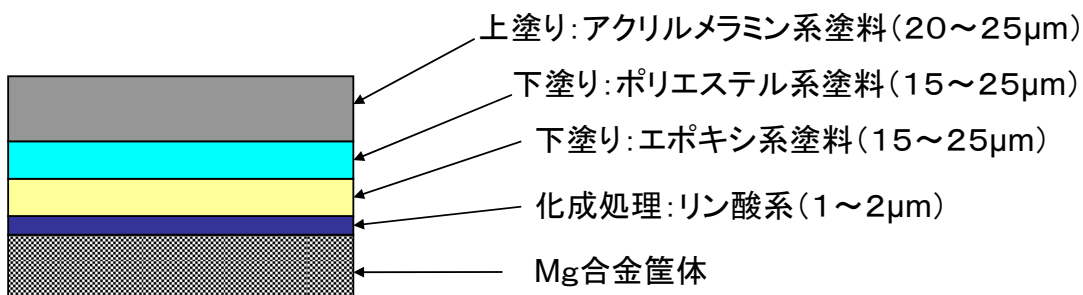 上塗り：アクリルメラミン系塗料（２０～２５μｍ）
下塗り：ポリエステル系塗料（１５～２５μｍ）
下塗り：エポキシ系塗料（１５～２５μｍ）
化成処理：リン酸系（１～２μｍ）
Ｍｇ合金筐体